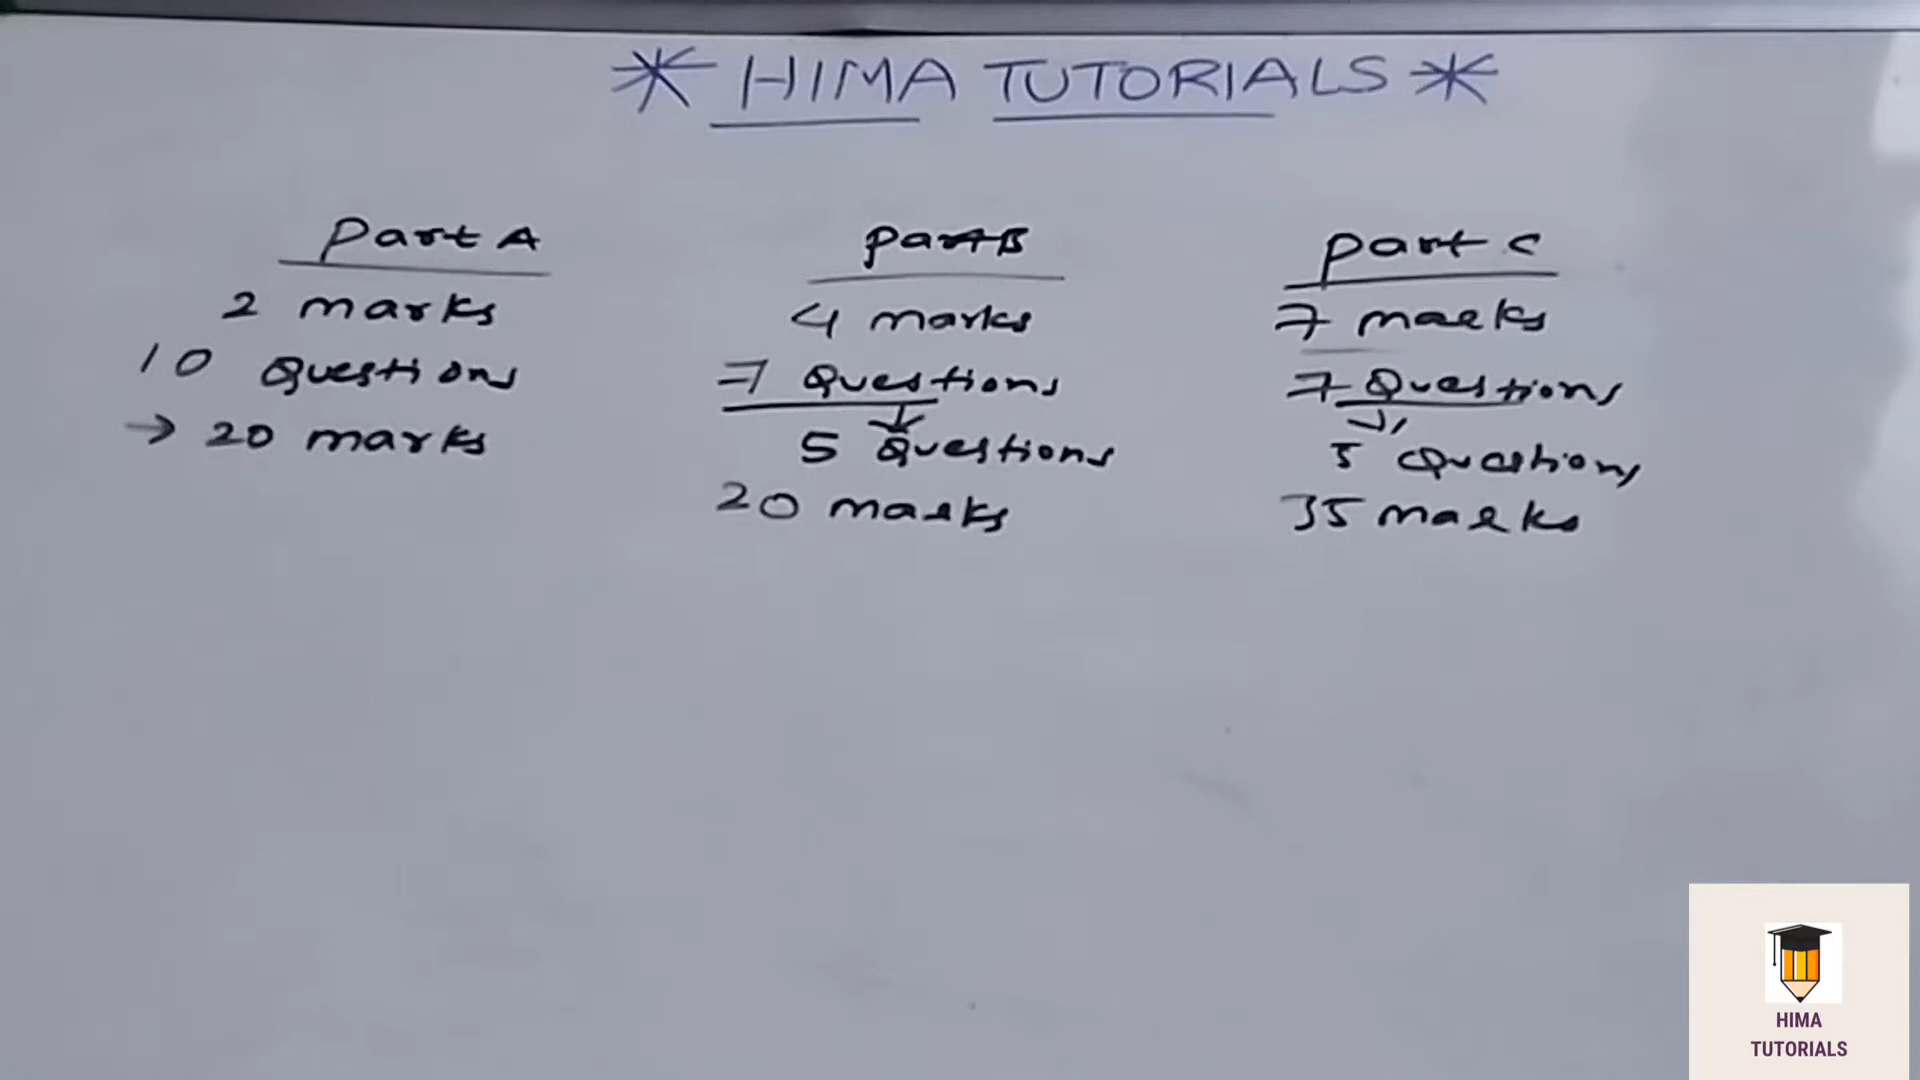 * HIMA TUTORIALS *
Part A
2 marks
10 Questions
→ 20 marks
Part B
4 marks
7 Questions
5 Questions
20 marks
Part C
7 marks
7 Questions
5 Questions
35 marks
HIMA
TUTORIALS